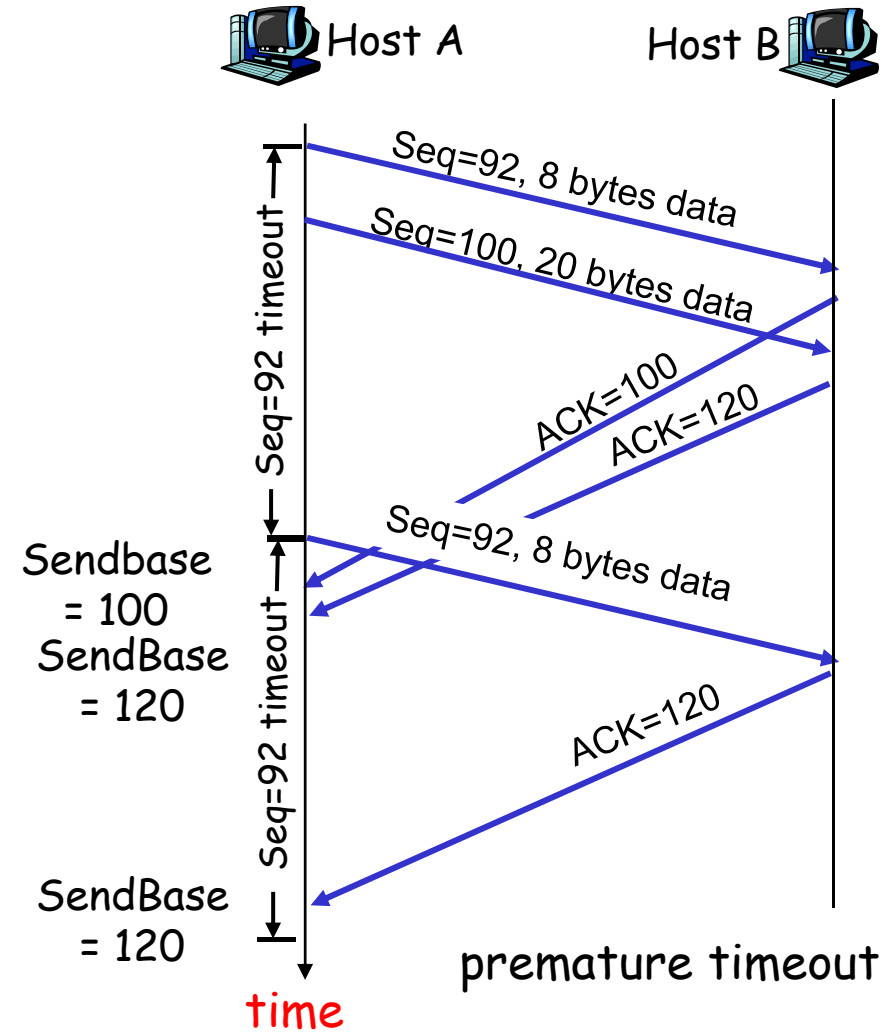 Host A
Host B
Seq=92, 8 bytes data
Seq=100, 20 bytes data
Seq=92 timeout
ACK=100
ACK=120
Seq=92, 8 bytes data
Sendbase
= 100
SendBase
= 120
Seq=92 timeout
ACK=120
SendBase
= 120
premature timeout
time